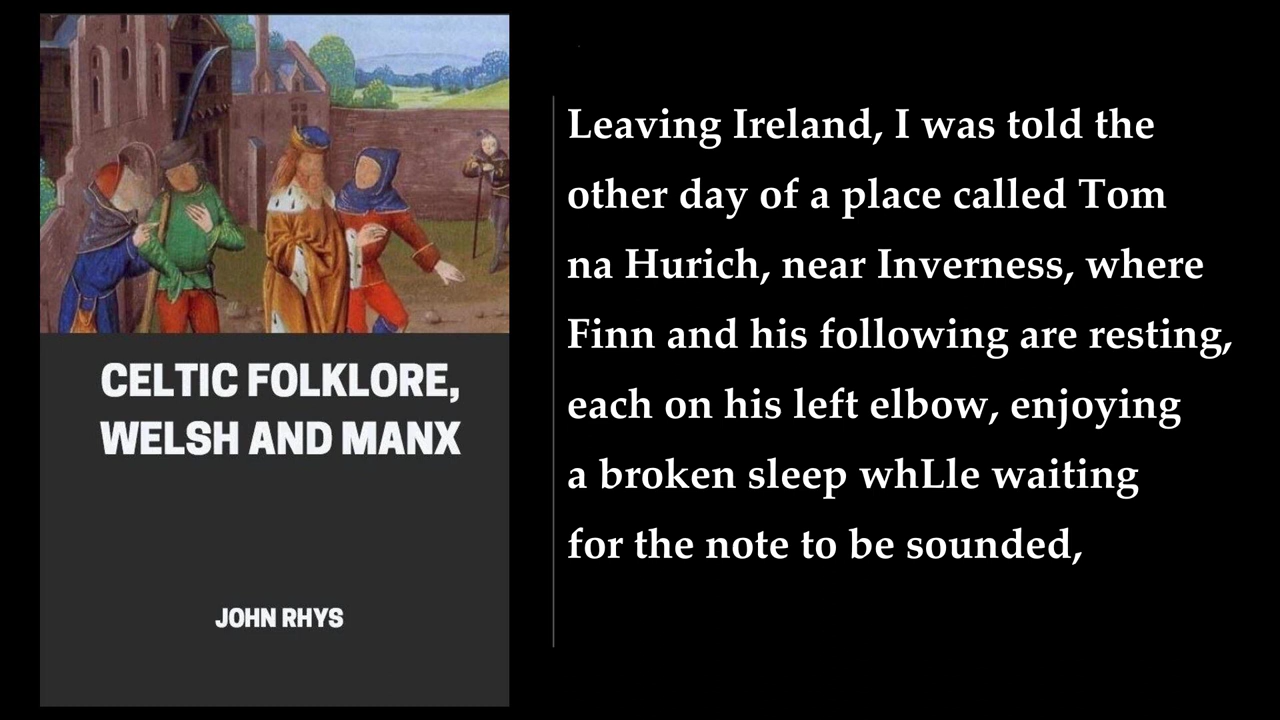 CELTIC FOLKLORE,
WELSH AND MANX
JOHN RHYS
Leaving Ireland, I was told the
other day of a place called Tom
na Hurich, near Inverness, where
Finn and his following are resting,
each on his left elbow, enjoying
a broken sleep whLle waiting
for the note to be sounded,